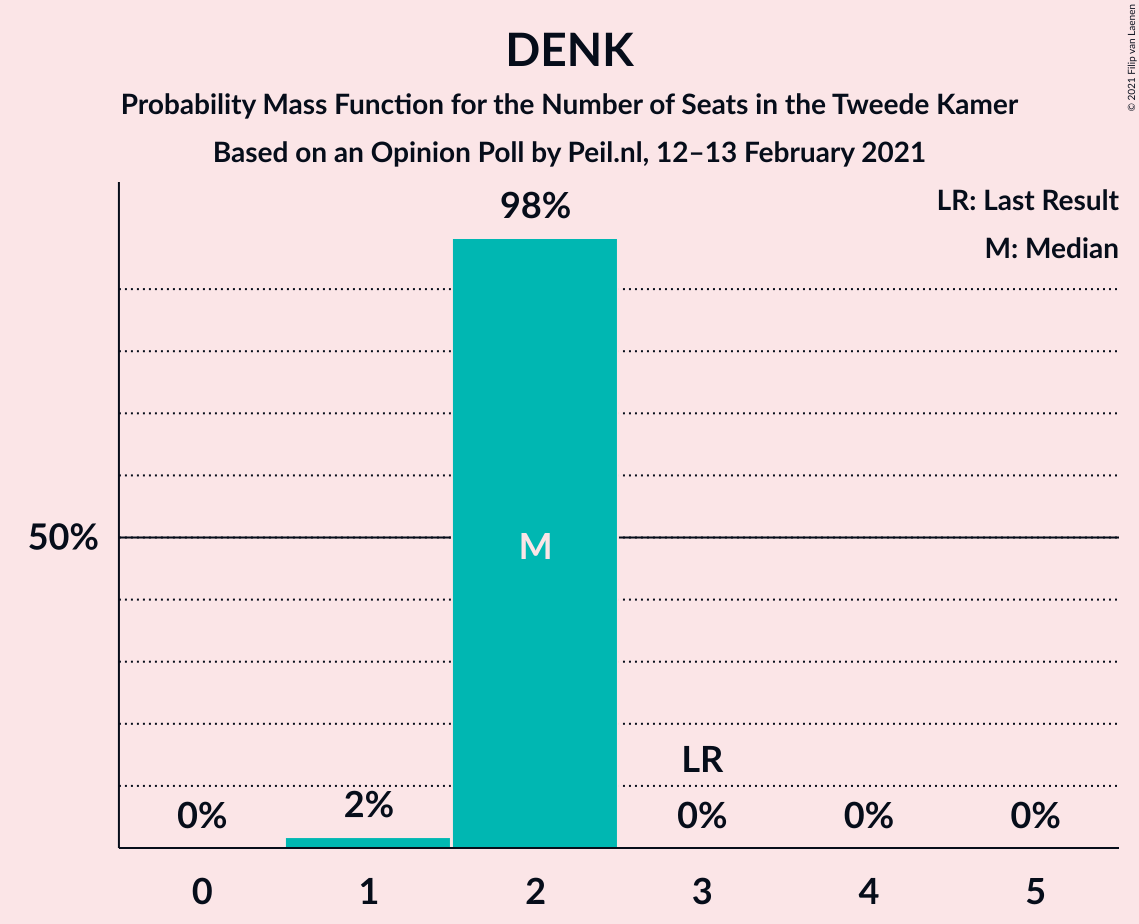 DENK
Probability Mass Function for the Number of Seats in the Tweede Kamer
Based on an Opinion Poll by Peil.nl, 12–13 February 2021
© 2021 Filip van Laenen
LR: Last Result
M: Median
98%
50%
M
LR
0%
2%
0%
0%
0%
0
1
2
3
4
5